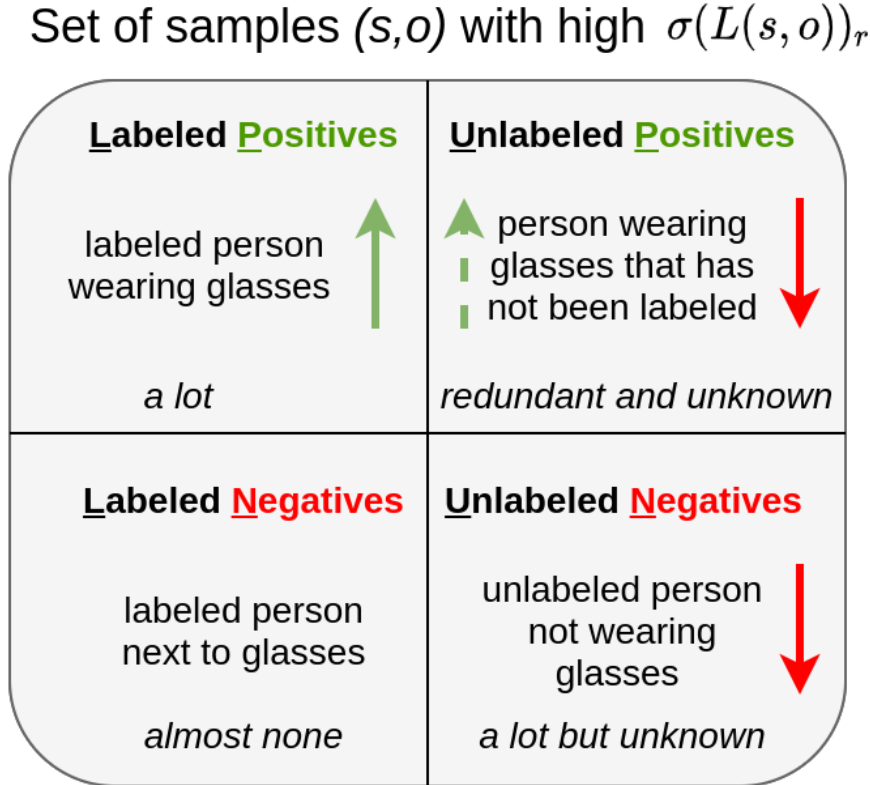 Set of samples (s,o) with high σ(L(s, o))ᵣ
Labeled Positives
labeled person
wearing glasses
a lot
Unlabeled Positives
person wearing
glasses that has
not been labeled
redundant and unknown
Labeled Negatives
labeled person
next to glasses
almost none
Unlabeled Negatives
unlabeled person
not wearing
glasses
a lot but unknown